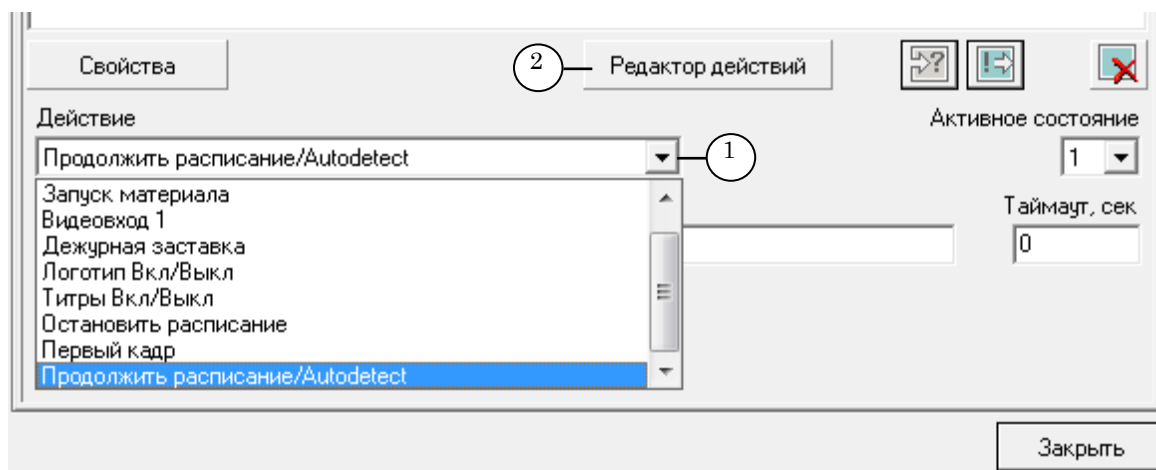 Свойства
2
Редактор действий
Действие
Активное состояние
Продолжить расписание/Autodetect
1
1
Запуск материала
Видеовход 1
Дежурная заставка
Логотип Вкл/Выкл
Титры Вкл/Выкл
Остановить расписание
Первый кадр
Продолжить расписание/Autodetect
Таймаут, сек
0
Закрыть